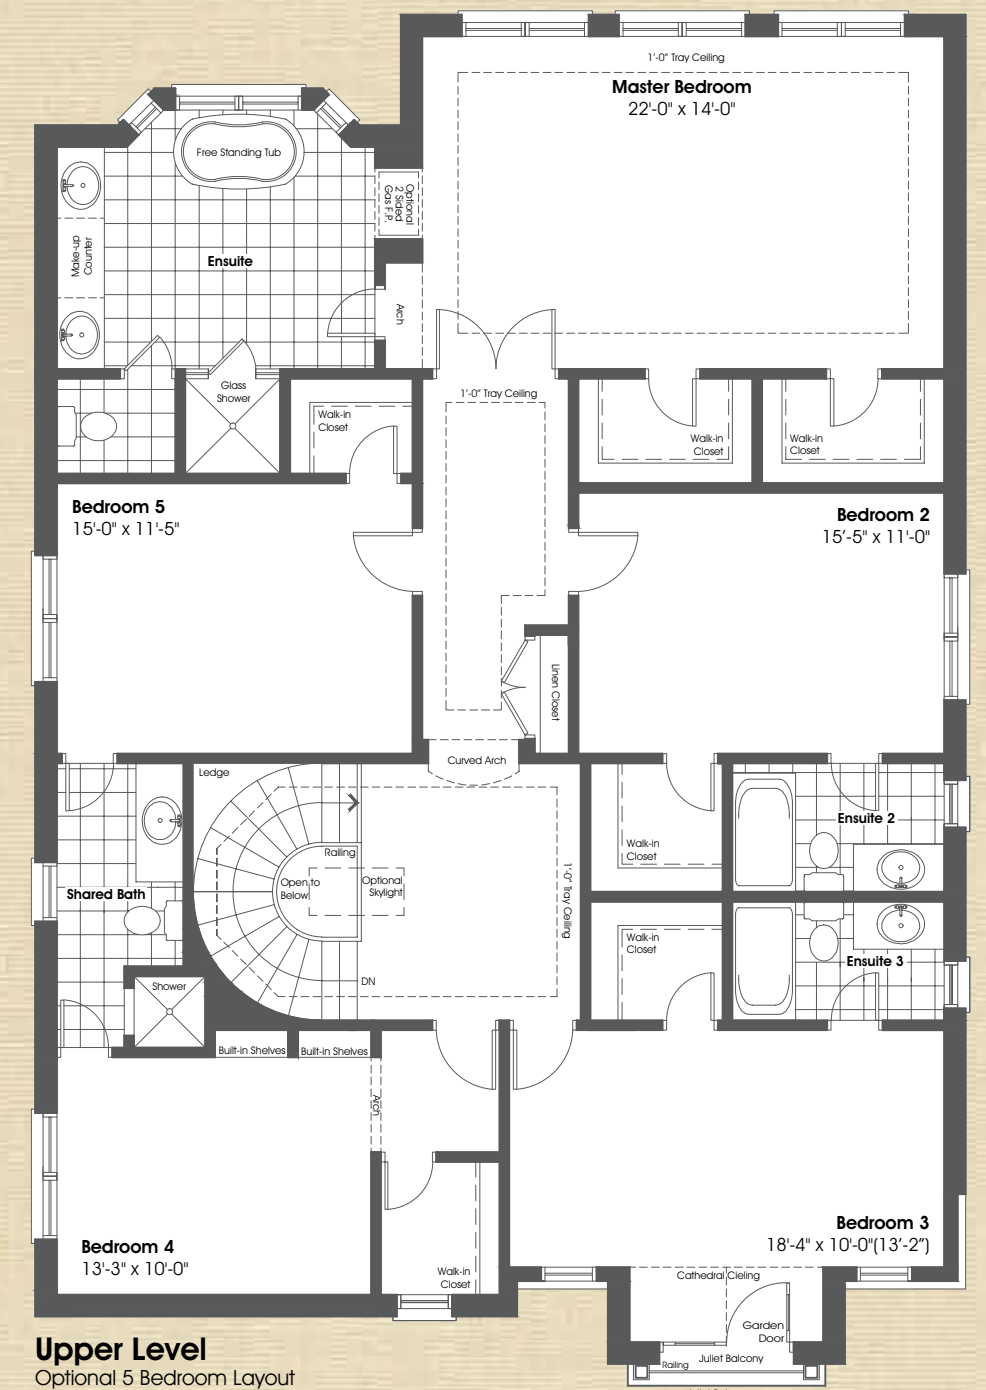 1'-0" Tray Ceiling
Master Bedroom
22'-0" x 14'-0"
Free Standing Tub
Optional
2 Sided
Gas F.P.
Make-up
Counter
Ensuite
Arch
Glass
Shower
1'-0" Tray Ceiling
Walk-in
Closet
Walk-in
Closet
Walk-in
Closet
Bedroom 5
15'-0" x 11'-5"
Bedroom 2
15'-5" x 11'-0"
Linen Closet
Curved Arch
Ledge
Railing
Open to
Below
Optional
Skylight
1'-0" Tray Ceiling
Walk-in
Closet
Ensuite 2
Shared Bath
Walk-in
Closet
Ensuite 3
DN
Shower
Built-in Shelves
Built-in Shelves
Arch
Bedroom 4
13'-3" x 10'-0"
Walk-in
Closet
Bedroom 3
18'-4" x 10'-0"(13'-2")
Cathedral Cieling
Garden
Door
Juliet Balcony
Railing
Upper Level
Optional 5 Bedroom Layout